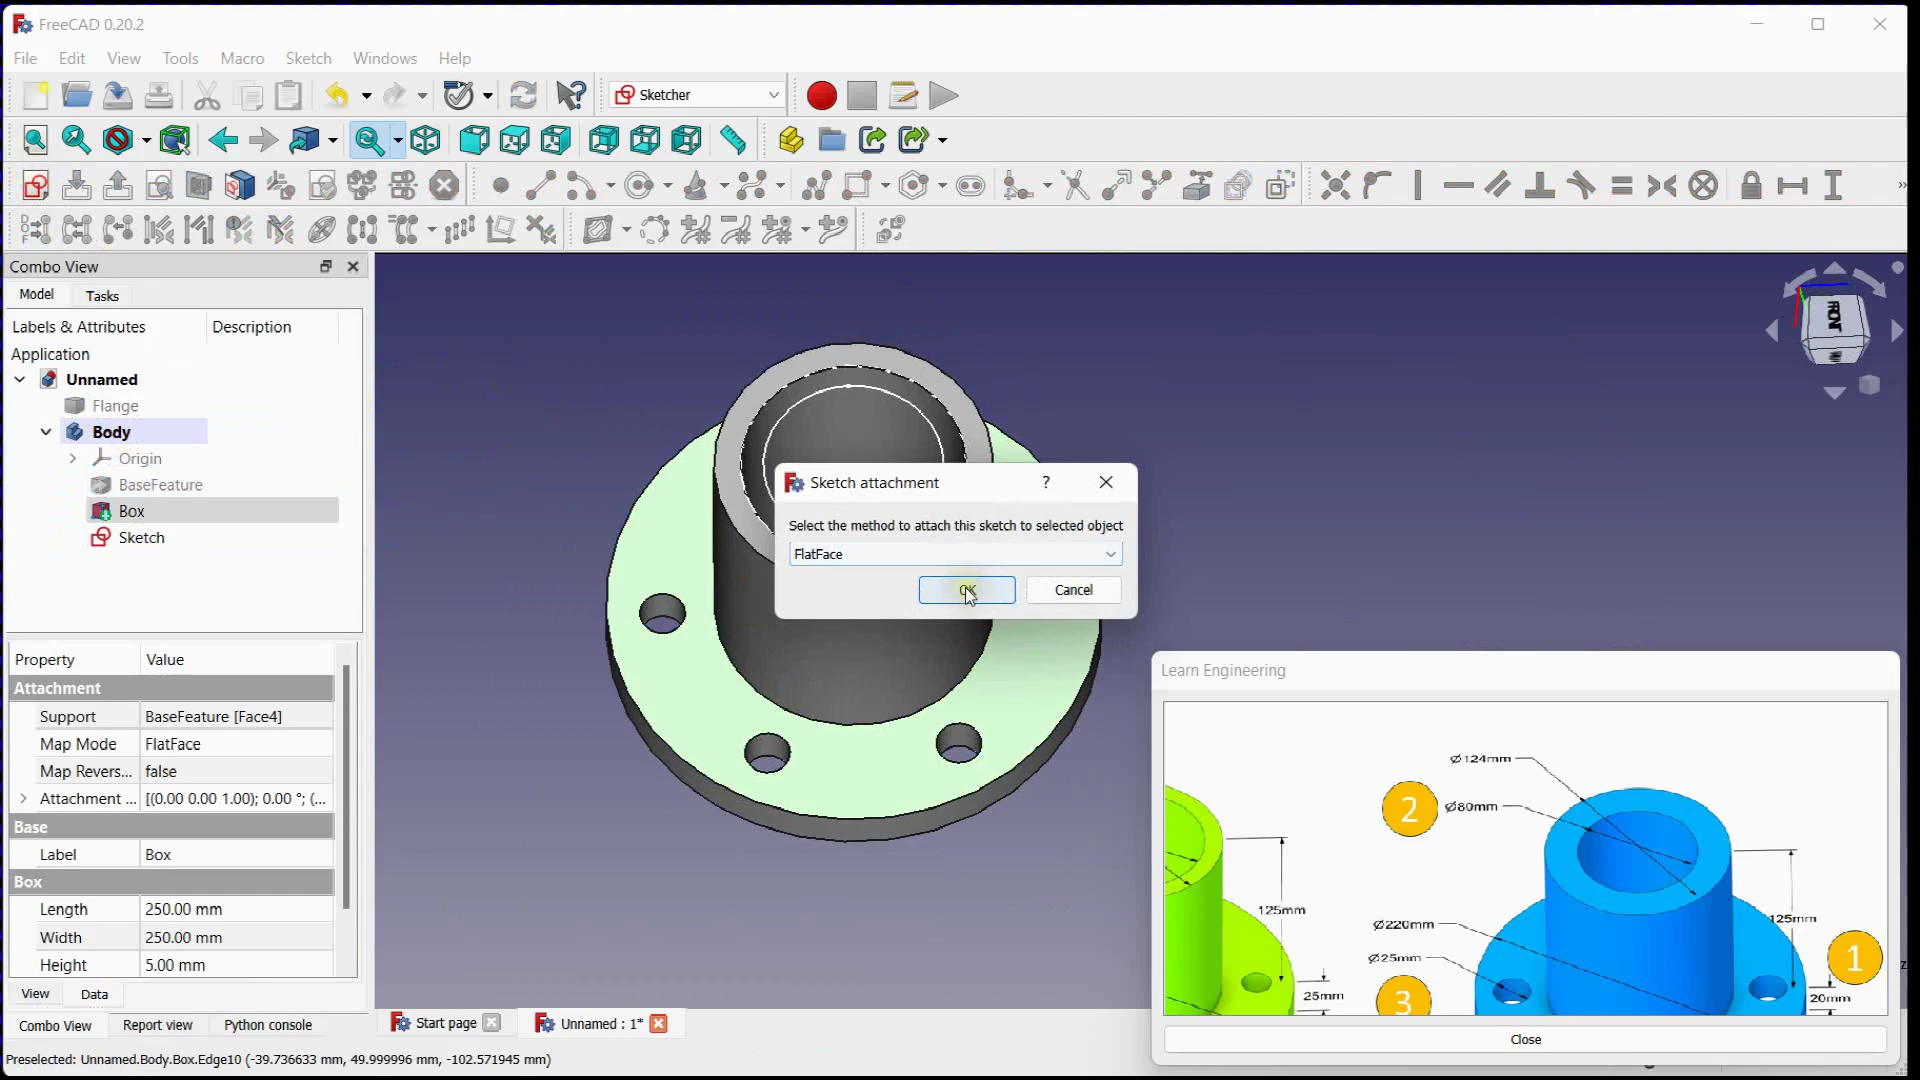 FreeCAD 0.20.2
File Edit View Tools Macro Sketch Windows Help
Sketcher
Combo View
Model Tasks
Labels & Attributes Description
Application
Unnamed
Flange
Body
Origin
BaseFeature
Box
Sketch
FRONT
Sketch attachment ?
Select the method to attach this sketch to selected object
FlatFace
OK Cancel
Property Value
Attachment
Support BaseFeature [Face4]
Map Mode FlatFace
Map Revers... false
Attachment ... [(0.00 0.00 1.00); 0.00 °; (...
Base
Label Box
Box
Length 250.00 mm
Width 250.00 mm
Height 5.00 mm
View Data
Combo View Report view Python console
Start page Unnamed : 1*
Preselected: Unnamed.Body.Box.Edge10 (-39.736633 mm, 49.999996 mm, -102.571945 mm)
Learn Engineering
Ø124mm
2 Ø80mm
125mm 125mm
Ø220mm
Ø25mm 1
25mm 3 20mm
Close